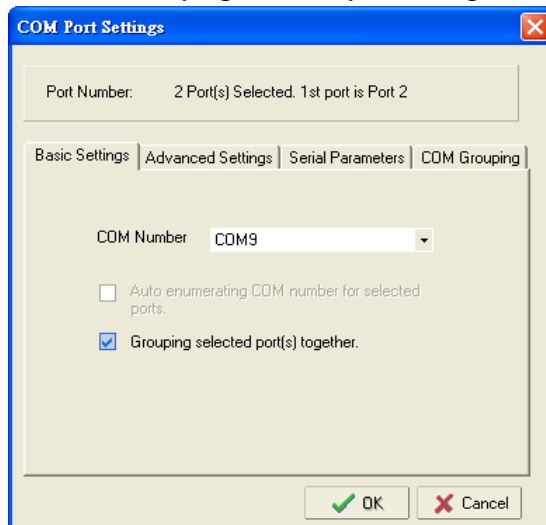 COM Port Settings
Port Number: 2 Port(s) Selected. 1st port is Port 2
Basic Settings Advanced Settings Serial Parameters COM Grouping
COM Number COM9
Auto enumerating COM number for selected
ports.
Grouping selected port(s) together.
OK Cancel